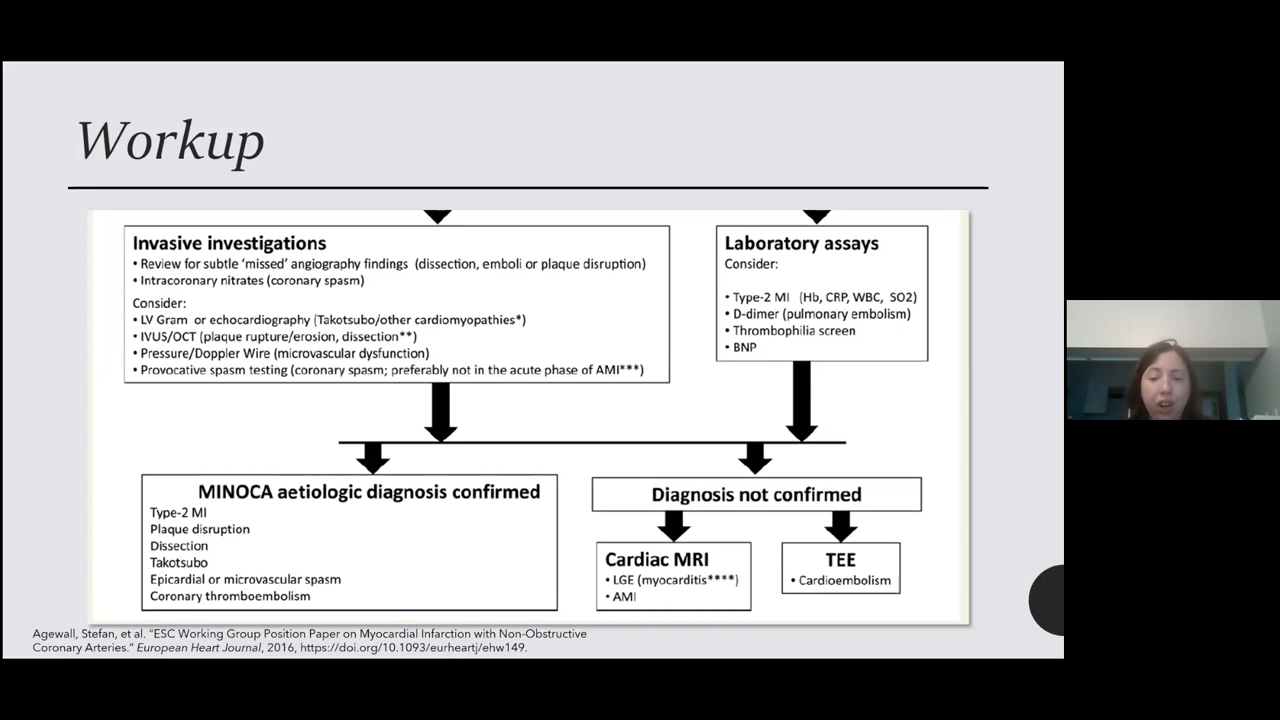 Workup
Invasive investigations
• Review for subtle ‘missed’ angiography findings (dissection, emboli or plaque disruption)
• Intracoronary nitrates (coronary spasm)
Consider:
• LV Gram or echocardiography (Takotsubo/other cardiomyopathies*)
• IVUS/OCT (plaque rupture/erosion, dissection**)
• Pressure/Doppler Wire (microvascular dysfunction)
• Provocative spasm testing (coronary spasm; preferably not in the acute phase of AMI***)
Laboratory assays
Consider:
• Type-2 MI (Hb, CRP, WBC, SO2)
• D-dimer (pulmonary embolism)
• Thrombophilia screen
• BNP
MINOCA aetiologic diagnosis confirmed
Type-2 MI
Plaque disruption
Dissection
Takotsubo
Epicardial or microvascular spasm
Coronary thromboembolism
Diagnosis not confirmed
Cardiac MRI
• LGE (myocarditis****)
• AMI
TEE
• Cardioembolism
Agewall, Stefan, et al. “ESC Working Group Position Paper on Myocardial Infarction with Non-Obstructive
Coronary Arteries.” European Heart Journal, 2016, https://doi.org/10.1093/eurheartj/ehw149.